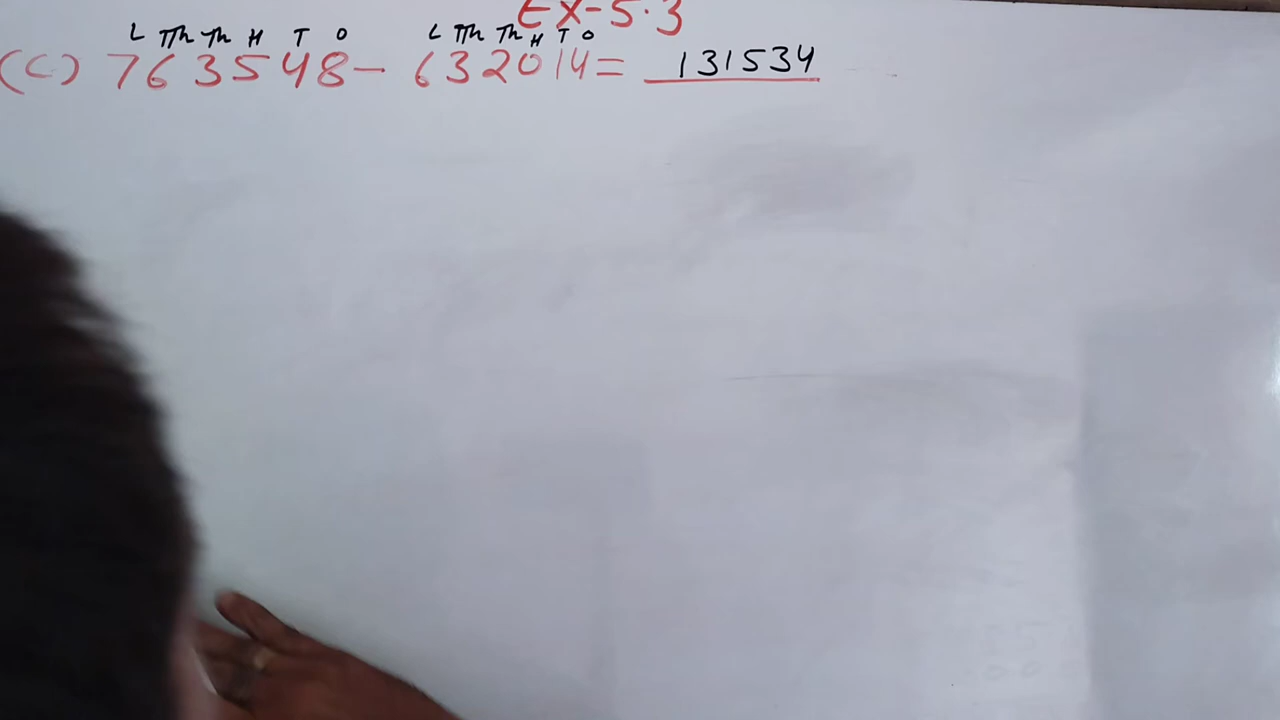 EX-5.3
L TTh Th H T O L TTh Th H T O
(C) 763548- 632014= 131534